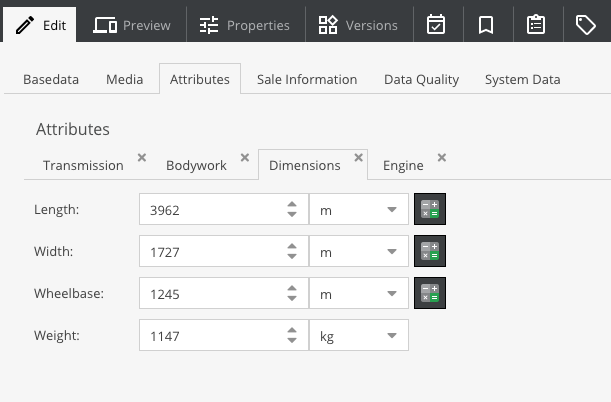 Edit Preview Properties Versions
Basedata Media Attributes Sale Information Data Quality System Data
Attributes
Transmission × Bodywork × Dimensions × Engine ×
Length: 3962 m
Width: 1727 m
Wheelbase: 1245 m
Weight: 1147 kg